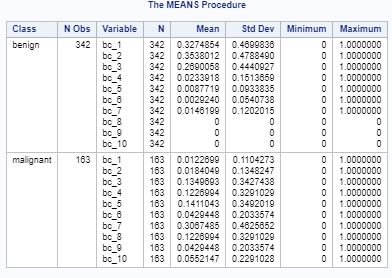 The MEANS Procedure
Class N Obs Variable N Mean Std Dev Minimum Maximum
benign 342 bc_1 342 0.3274854 0.4699836 0 1.0000000
bc_2 342 0.3538012 0.4788490 0 1.0000000
bc_3 342 0.2690058 0.4440927 0 1.0000000
bc_4 342 0.0233918 0.1513659 0 1.0000000
bc_5 342 0.0087719 0.0933835 0 1.0000000
bc_6 342 0.0029240 0.0540738 0 1.0000000
bc_7 342 0.0146199 0.1202015 0 1.0000000
bc_8 342 0 0 0 0
bc_9 342 0 0 0 0
bc_10 342 0 0 0 0
malignant 163 bc_1 163 0.0122699 0.1104273 0 1.0000000
bc_2 163 0.0184049 0.1348247 0 1.0000000
bc_3 163 0.1349693 0.3427438 0 1.0000000
bc_4 163 0.1226994 0.3291029 0 1.0000000
bc_5 163 0.1411043 0.3492019 0 1.0000000
bc_6 163 0.0429448 0.2033574 0 1.0000000
bc_7 163 0.3067485 0.4625652 0 1.0000000
bc_8 163 0.1226994 0.3291029 0 1.0000000
bc_9 163 0.0429448 0.2033574 0 1.0000000
bc_10 163 0.0552147 0.2291028 0 1.0000000